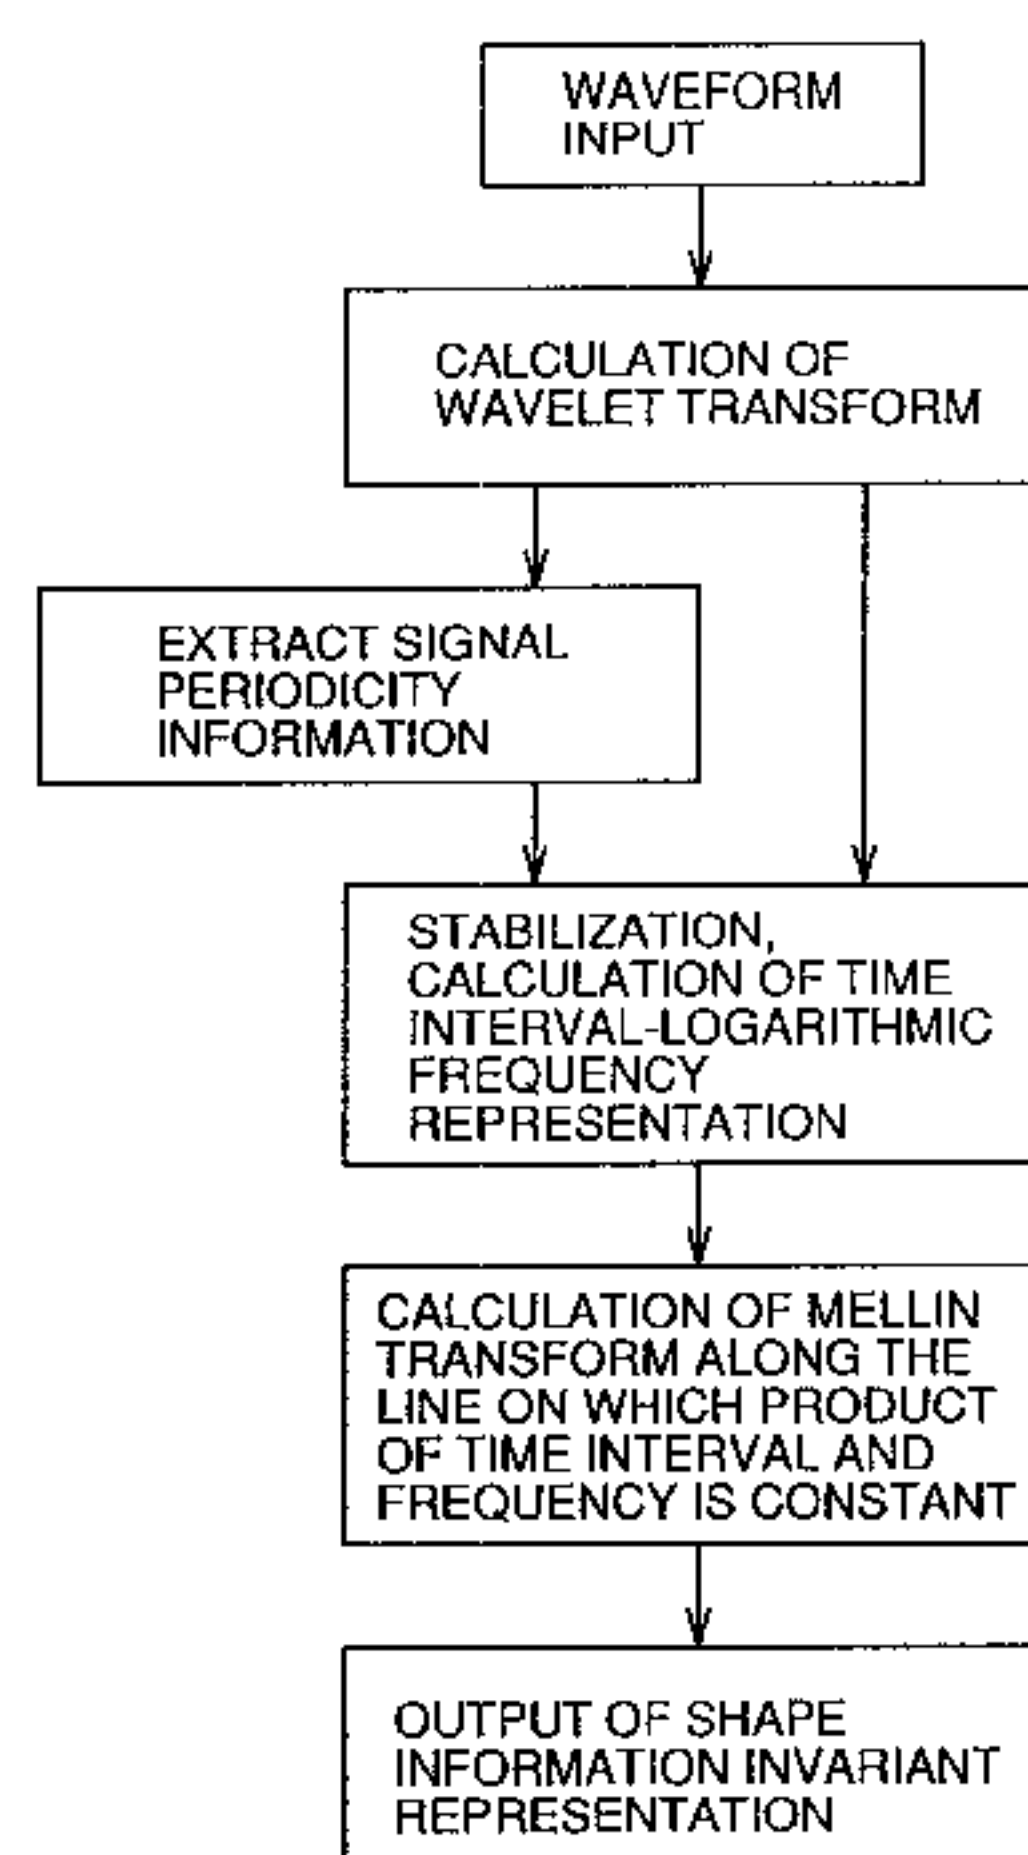 WAVEFORM
INPUT
CALCULATION OF
WAVELET TRANSFORM
EXTRACT SIGNAL
PERIODICITY
INFORMATION
STABILIZATION,
CALCULATION OF TIME
INTERVAL-LOGARITHMIC
FREQUENCY
REPRESENTATION
CALCULATION OF MELLIN
TRANSFORM ALONG THE
LINE ON WHICH PRODUCT
OF TIME INTERVAL AND
FREQUENCY IS CONSTANT
OUTPUT OF SHAPE
INFORMATION INVARIANT
REPRESENTATION